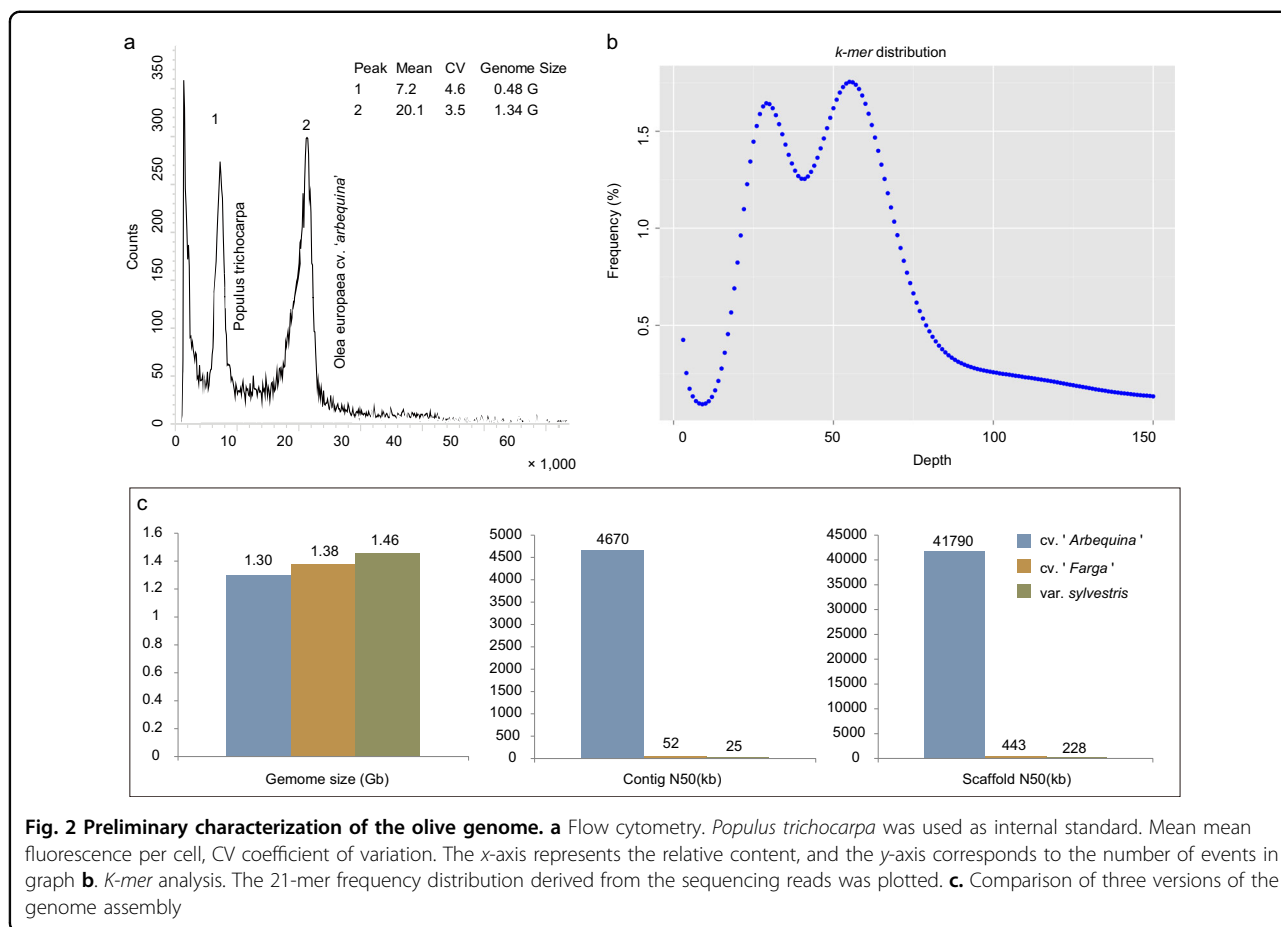 a
350
300
250
200
150
100
50
0
Counts
1
2
Populus trichocarpa
Olea europaea cv. 'arbequina'
Peak Mean CV Genome Size
1 7.2 4.6 0.48 G
2 20.1 3.5 1.34 G
0 10 20 30 40 50 60
× 1,000
b
k-mer distribution
1.5
1.0
0.5
Frequency (%)
0 50 100 150
Depth
c
1.6
1.4
1.2
1
0.8
0.6
0.4
0.2
0
1.30
1.38
1.46
Gemome size (Gb)
5000
4500
4000
3500
3000
2500
2000
1500
1000
500
0
4670
52
25
Contig N50(kb)
45000
40000
35000
30000
25000
20000
15000
10000
5000
0
41790
443
228
Scaffold N50(kb)
cv. ' Arbequina '
cv. ' Farga '
var. sylvestris
Fig. 2 Preliminary characterization of the olive genome. a Flow cytometry. Populus trichocarpa was used as internal standard. Mean mean
fluorescence per cell, CV coefficient of variation. The x-axis represents the relative content, and the y-axis corresponds to the number of events in
graph b. K-mer analysis. The 21-mer frequency distribution derived from the sequencing reads was plotted. c. Comparison of three versions of the
genome assembly